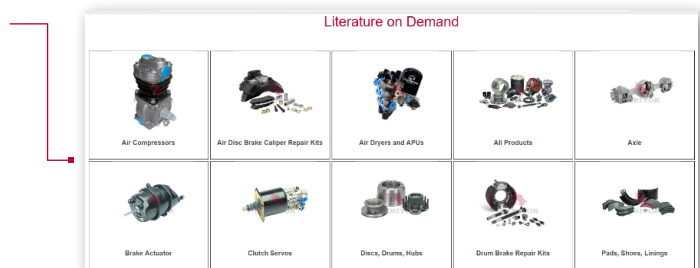 Literature on Demand
Air Compressors
Air Disc Brake Caliper Repair Kits
Air Dryers and APUs
All Products
Axle
Brake Actuator
Clutch Servos
Discs, Drums, Hubs
Drum Brake Repair Kits
Pads, Shoes, Linings